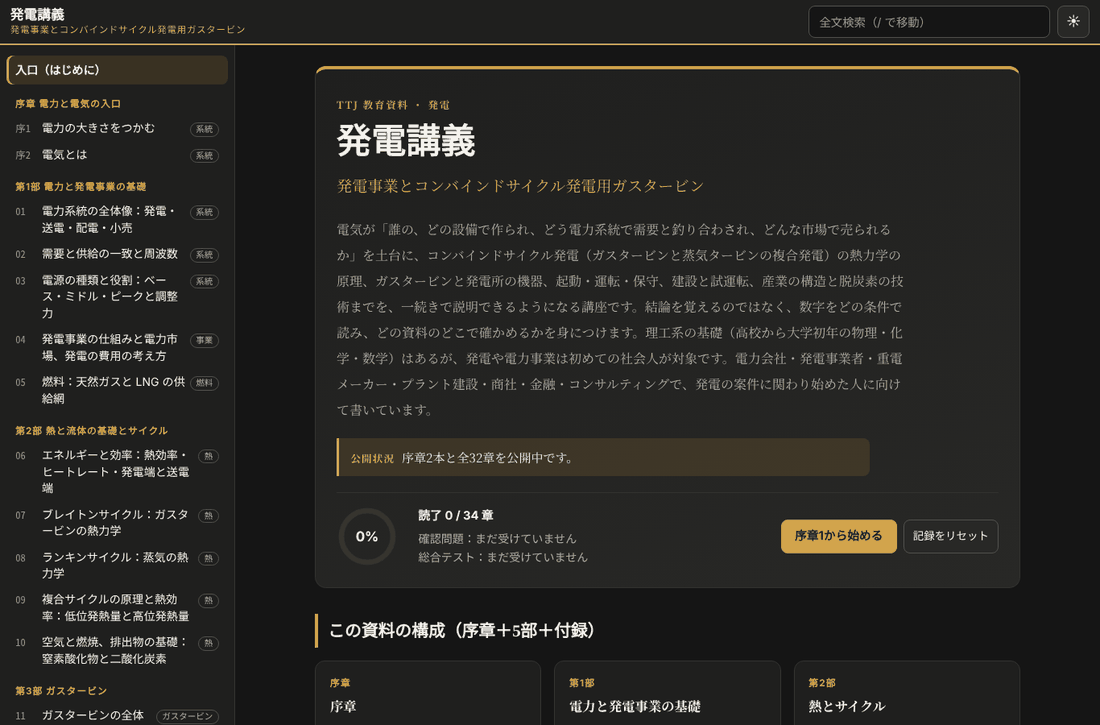 発電講義
発電事業とコンバインドサイクル発電用ガスタービン
全文検索（/ で移動）
入口（はじめに）
序章 電力と電気の入口
序1 電力の大きさをつかむ 系統
序2 電気とは 系統
第1部 電力と発電事業の基礎
01 電力系統の全体像：発電・ 系統
送電・配電・小売
02 需要と供給の一致と周波数 系統
03 電源の種類と役割：ベー 系統
ス・ミドル・ピークと調整
力
04 発電事業の仕組みと電力市 事業
場、発電の費用の考え方
05 燃料：天然ガスと LNG の供 燃料
給網
第2部 熱と流体の基礎とサイクル
06 エネルギーと効率：熱効率・ 熱
ヒートレート・発電端と送電
端
07 ブレイトンサイクル：ガスタ 熱
ービンの熱力学
08 ランキンサイクル：蒸気の熱 熱
力学
09 複合サイクルの原理と熱効 熱
率：低位発熱量と高位発熱量
10 空気と燃焼、排出物の基礎： 熱
窒素酸化物と二酸化炭素
第3部 ガスタービン
11 ガスタービンの全体 ガスタービン
TTJ 教育資料 ・ 発電
発電講義
発電事業とコンバインドサイクル発電用ガスタービン
電気が「誰の、どの設備で作られ、どう電力系統で需要と釣り合わされ、どんな市場で売られる
か」を土台に、コンバインドサイクル発電（ガスタービンと蒸気タービンの複合発電）の熱力学の
原理、ガスタービンと発電所の機器、起動・運転・保守、建設と試運転、産業の構造と脱炭素の技
術までを、一続きで説明できるようになる講座です。結論を覚えるのではなく、数字をどの条件で
読み、どの資料のどこで確かめるかを身につけます。理工系の基礎（高校から大学初年の物理・化
学・数学）はあるが、発電や電力事業は初めての社会人が対象です。電力会社・発電事業者・重電
メーカー・プラント建設・商社・金融・コンサルティングで、発電の案件に関わり始めた人に向け
て書いています。
公開状況 序章2本と全32章を公開中です。
0%
読了 0 / 34 章
確認問題：まだ受けていません
総合テスト：まだ受けていません
序章1から始める
記録をリセット
この資料の構成（序章＋5部＋付録）
序章
序章
第1部
電力と発電事業の基礎
第2部
熱とサイクル